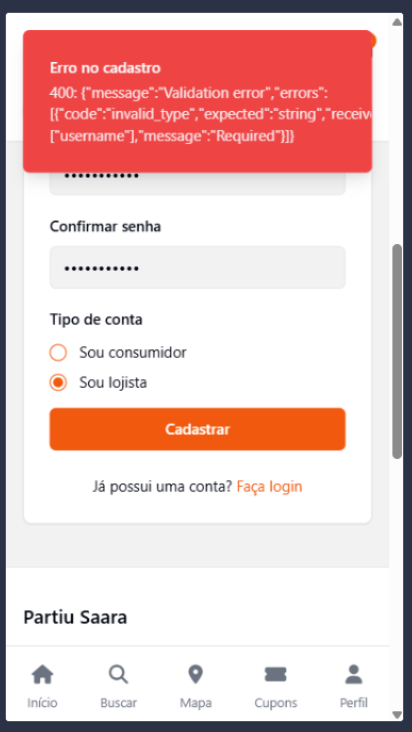 Erro no cadastro
400: {"message":"Validation error","errors":
[{"code":"invalid_type","expected":"string","receive
["username"],"message":"Required"}]}
•••••••••••
Confirmar senha
•••••••••••
Tipo de conta
Sou consumidor
Sou lojista
Cadastrar
Já possui uma conta? Faça login
Partiu Saara
Início
Buscar
Mapa
Cupons
Perfil